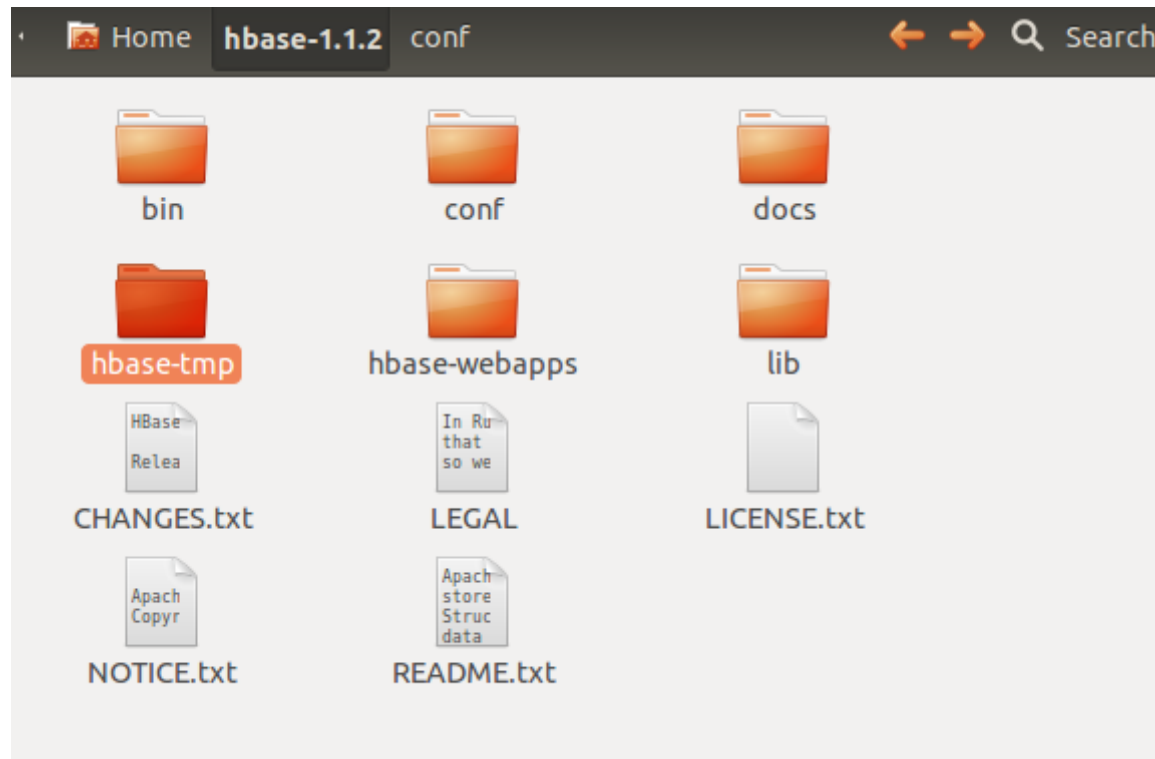 Home hbase-1.1.2 conf Search
bin conf docs
hbase-tmp hbase-webapps lib
HBase
Relea
In Ru
that
so we
CHANGES.txt LEGAL LICENSE.txt
Apach
Copyr
Apach
store
Struc
data
NOTICE.txt README.txt